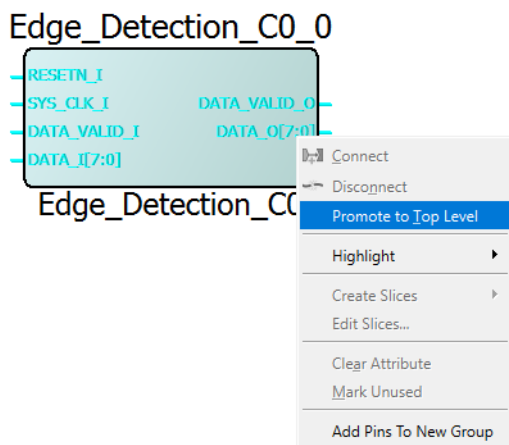 Edge_Detection_C0_0
RESETN_I
SYS_CLK_I
DATA_VALID_O
DATA_VALID_I
DATA_O[7:0]
DATA_I[7:0]
Edge_Detection_C0
Connect
Disconnect
Promote to Top Level
Highlight
Create Slices
Edit Slices...
Clear Attribute
Mark Unused
Add Pins To New Group